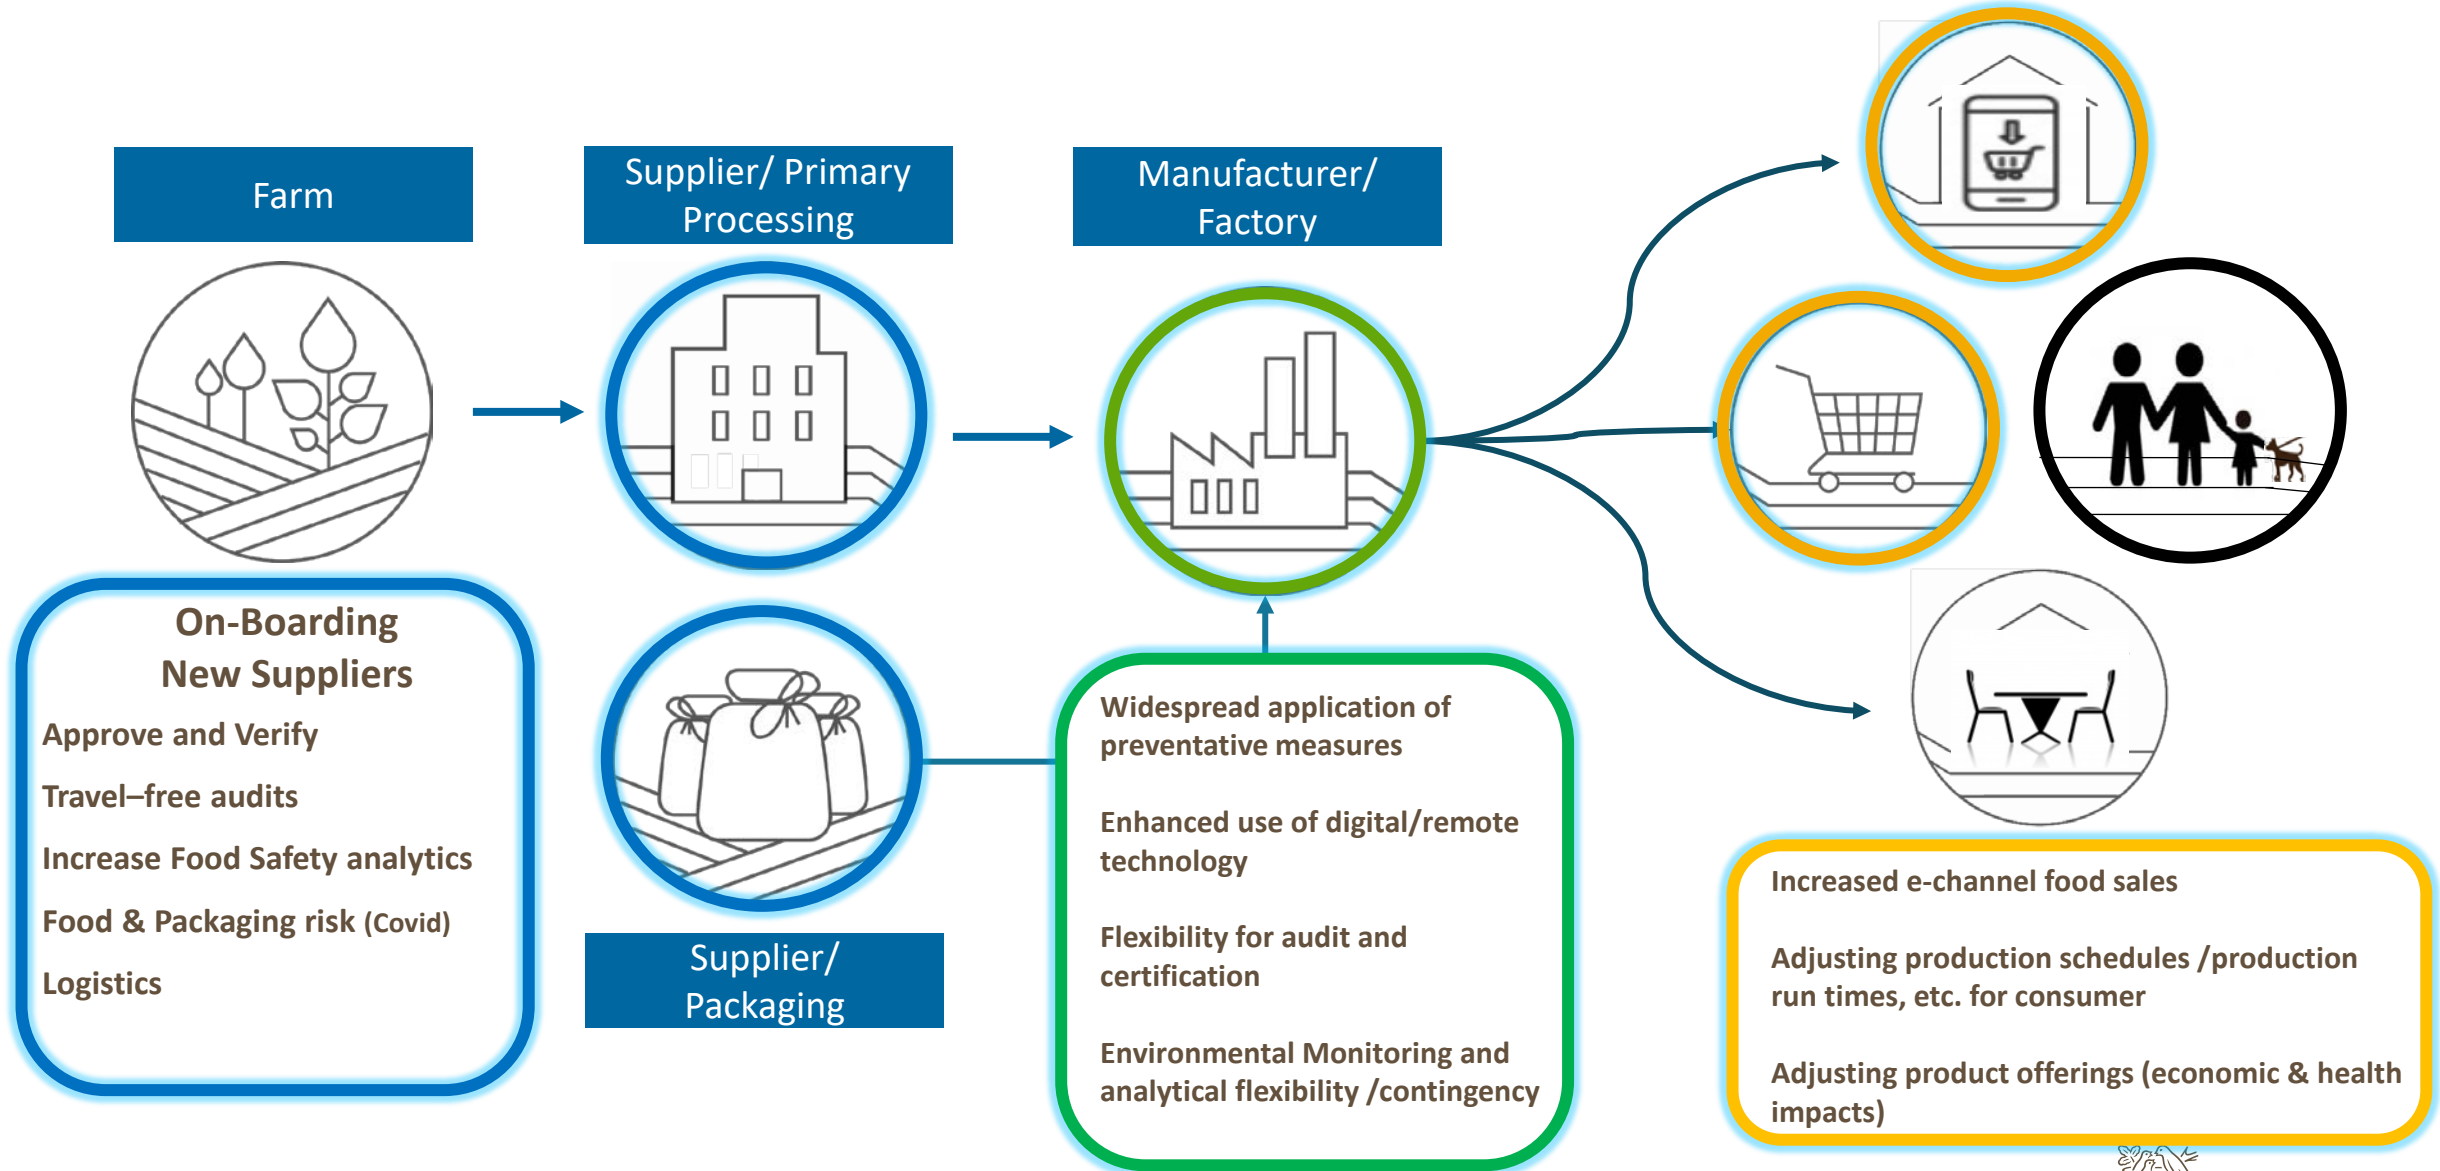 Farm
Supplier/ Primary
Processing
Manufacturer/
Factory
On-Boarding
New Suppliers
Approve and Verify
Travel–free audits
Increase Food Safety analytics
Food & Packaging risk (Covid)
Logistics
Supplier/
Packaging
Widespread application of
preventative measures
Enhanced use of digital/remote
technology
Flexibility for audit and
certification
Environmental Monitoring and
analytical flexibility /contingency
Increased e-channel food sales
Adjusting production schedules /production
run times, etc. for consumer
Adjusting product offerings (economic & health
impacts)